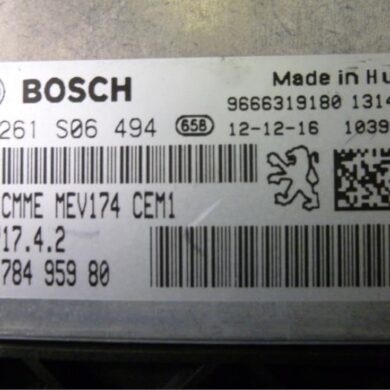 BOSCH Made in Hu
9666319180 1314
261 S06 494 658 12-12-16 1039
CMME MEV174 CEM1
17.4.2
784 959 80